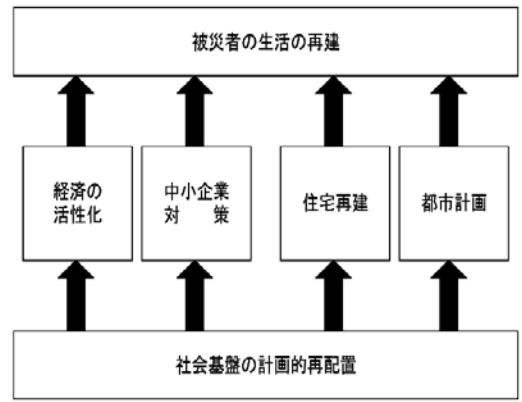 被災者の生活の再建
経済の
活性化
中小企業
対　　策
住宅再建
都市計画
社会基盤の計画的再配置